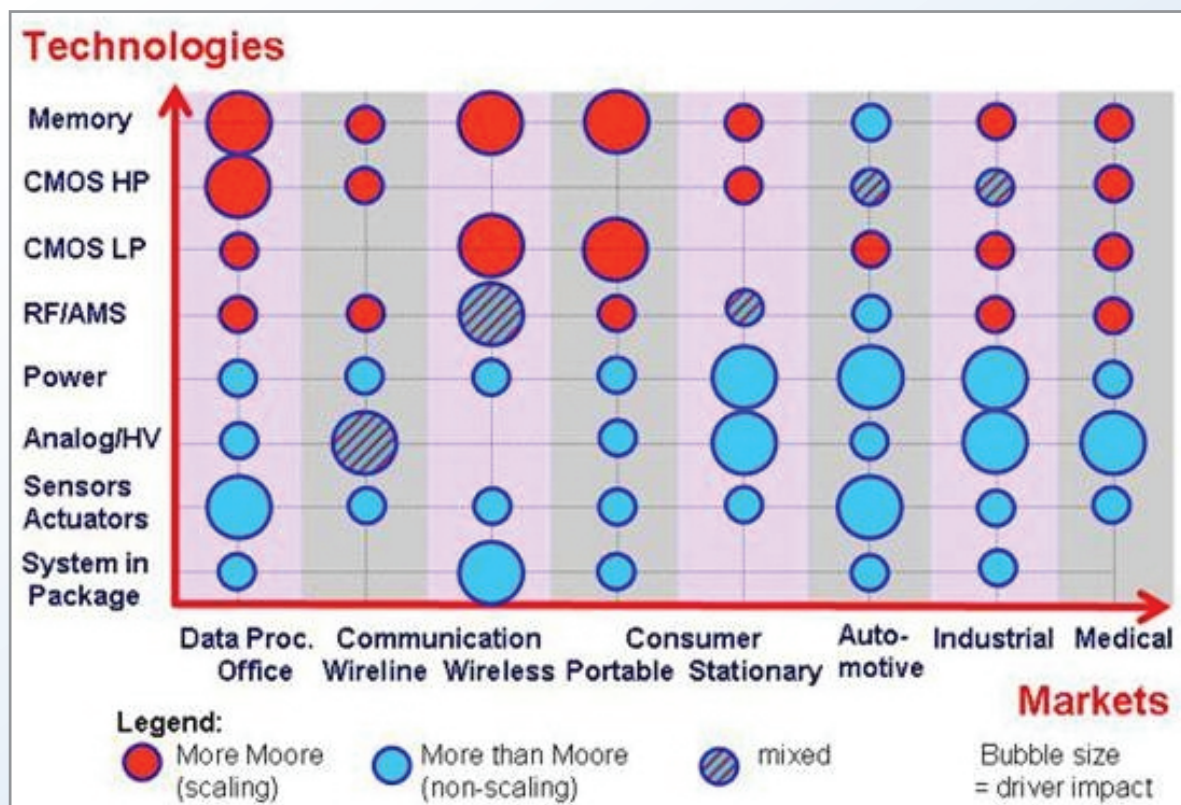 Technologies
Memory
CMOS HP
CMOS LP
RF/AMS
Power
Analog/HV
Sensors
Actuators
System in
Package
Data Proc. Communication Consumer Auto- Industrial Medical
Office Wireline Wireless Portable Stationary motive
Markets
Legend:
More Moore
(scaling)
More than Moore
(non-scaling)
mixed
Bubble size
= driver impact